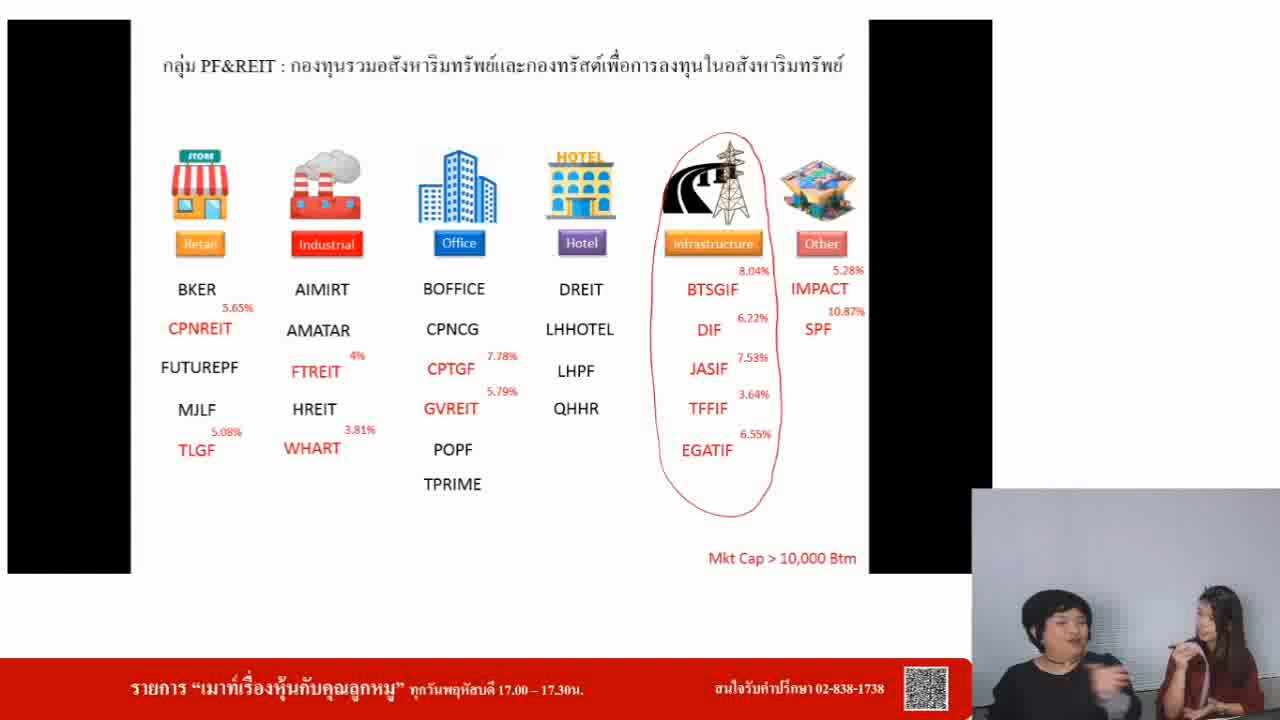 กลุ่ม PF&REIT : กองทุนรวมอสังหาริมทรัพย์และกองทรัสต์เพื่อการลงทุนในอสังหาริมทรัพย์
STORE
HOTEL
Retail
Industrial
Office
Hotel
Infrastructure
Other
BKER
AIMIRT
BOFFICE
DREIT
BTSGIF 8.04%
IMPACT 5.28%
CPNREIT 5.65%
AMATAR
CPNCG
LHHOTEL
DIF 6.22%
SPF 10.87%
FUTUREPF
FTREIT 4%
CPTGF 7.78%
LHPF
JASIF 7.53%
MJLF
HREIT
GVREIT 5.79%
QHHR
TFFIF 3.64%
TLGF 5.08%
WHART 3.81%
POPF
EGATIF 6.55%
TPRIME
Mkt Cap > 10,000 Btm
รายการ “เมาท์เรื่องหุ้นกับคุณลูกหมู” ทุกวันพฤหัสบดี 17.00 – 17.30น.
สนใจรับคำปรึกษา 02-838-1738